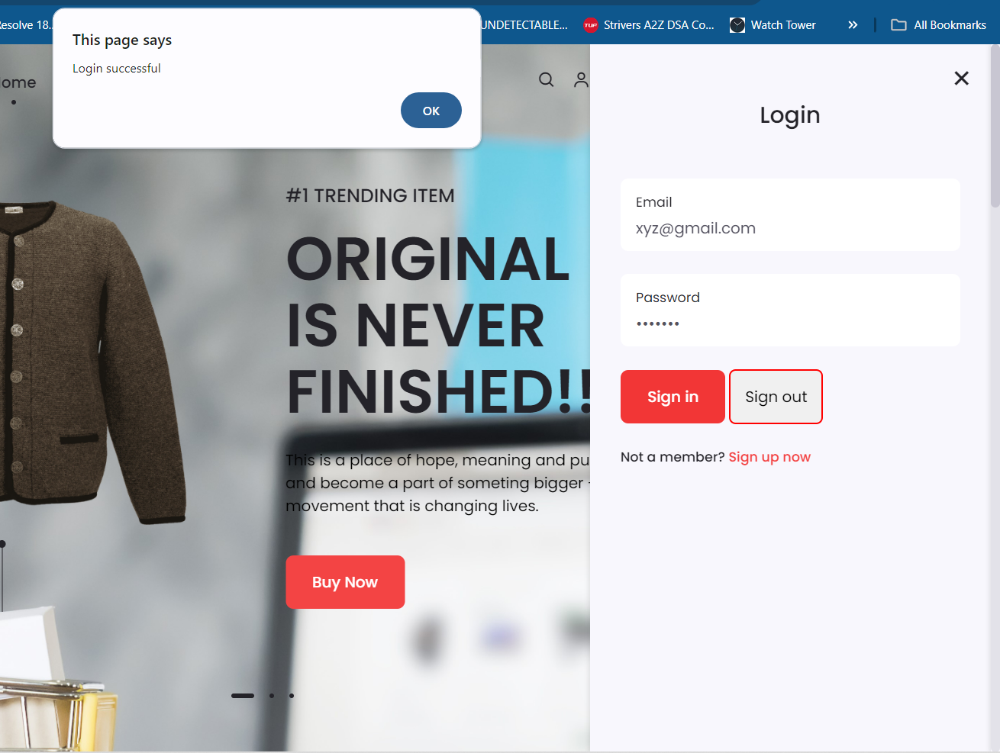 Resolve 18...
UNDETECTABLE...
TUF
Strivers A2Z DSA Co...
Watch Tower
All Bookmarks
This page says
Login successful
OK
ome
Login
Email
xyz@gmail.com
Password
•••••••
Sign in
Sign out
Not a member? Sign up now
#1 TRENDING ITEM
ORIGINAL
IS NEVER
FINISHED!!
This is a place of hope, meaning and pu
and become a part of someting bigger -
movement that is changing lives.
Buy Now